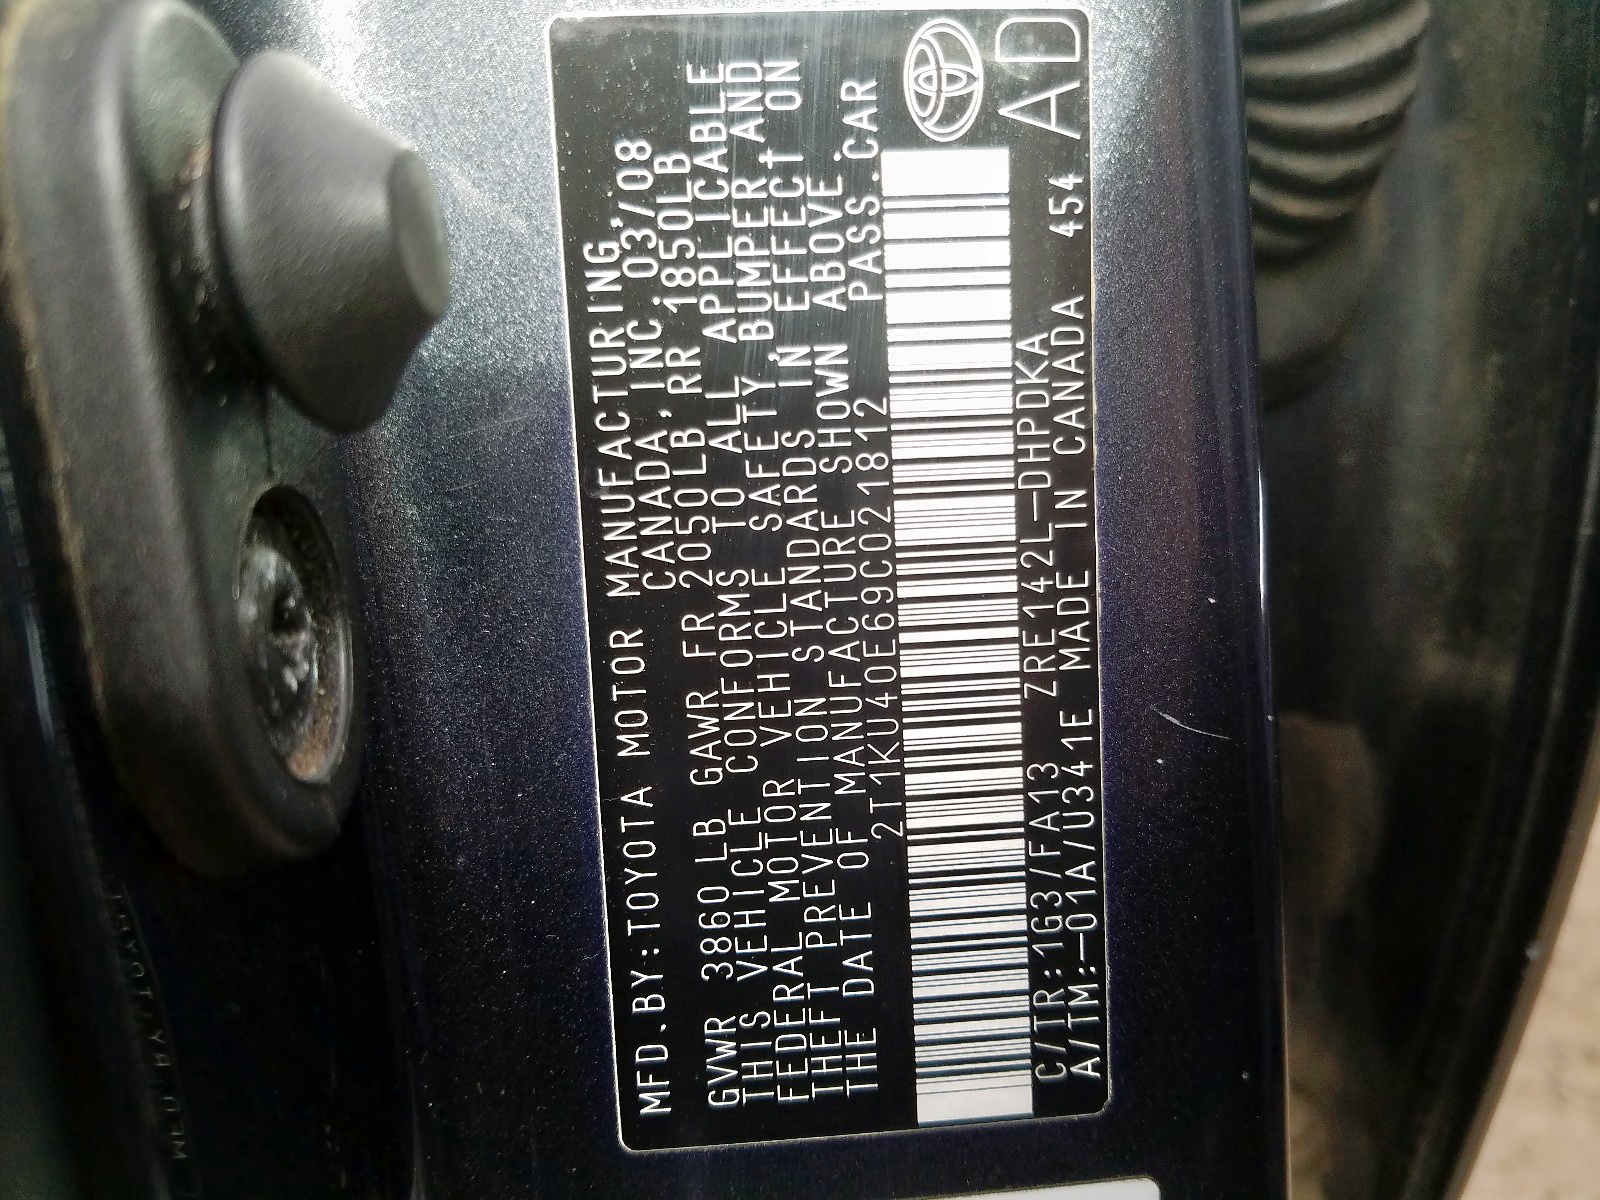 MFD.BY:TOYOTA MOTOR MANUFACTURING,
CANADA, INC. 03/08
GVWR 3860LB GAWR FR 2050LB RR 1850LB
THIS VEHICLE CONFORMS TO ALL APPLICABLE
FEDERAL MOTOR VEHICLE SAFETY, BUMPER, AND
THEFT PREVENTION STANDARDS IN EFFECT ON
THE DATE OF MANUFACTURE SHOWN ABOVE.
2T1KU40E69C021812 PASS.CAR
C/TR:1G3/FA13 ZRE142L-DHPDKA
A/TM:-01A/U341E MADE IN CANADA 454
AD